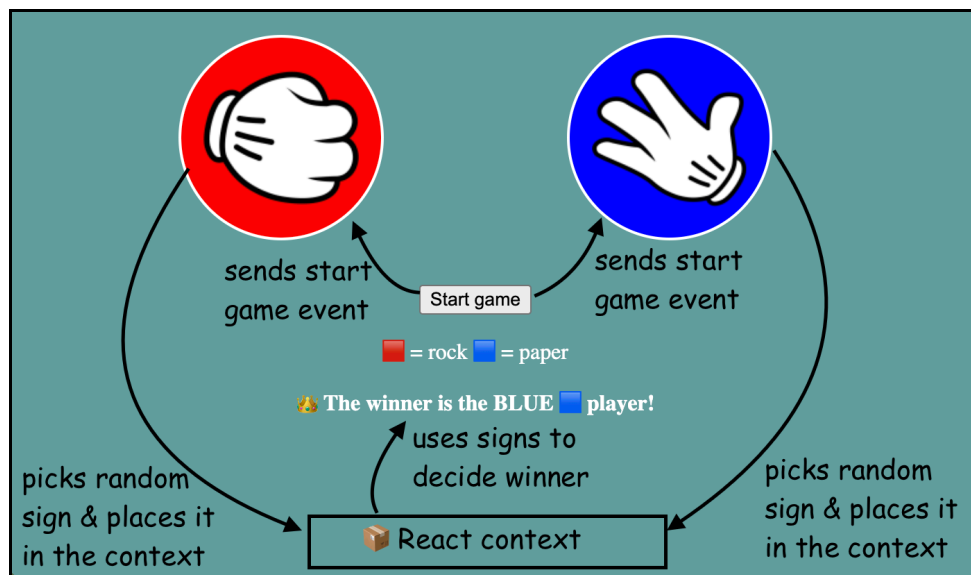 sends start
game event
sends start
game event
Start game
🟥 = rock 🟦 = paper
👑 The winner is the BLUE 🟦 player!
uses signs to
decide winner
picks random
sign & places it
in the context
picks random
sign & places it
in the context
📦 React context